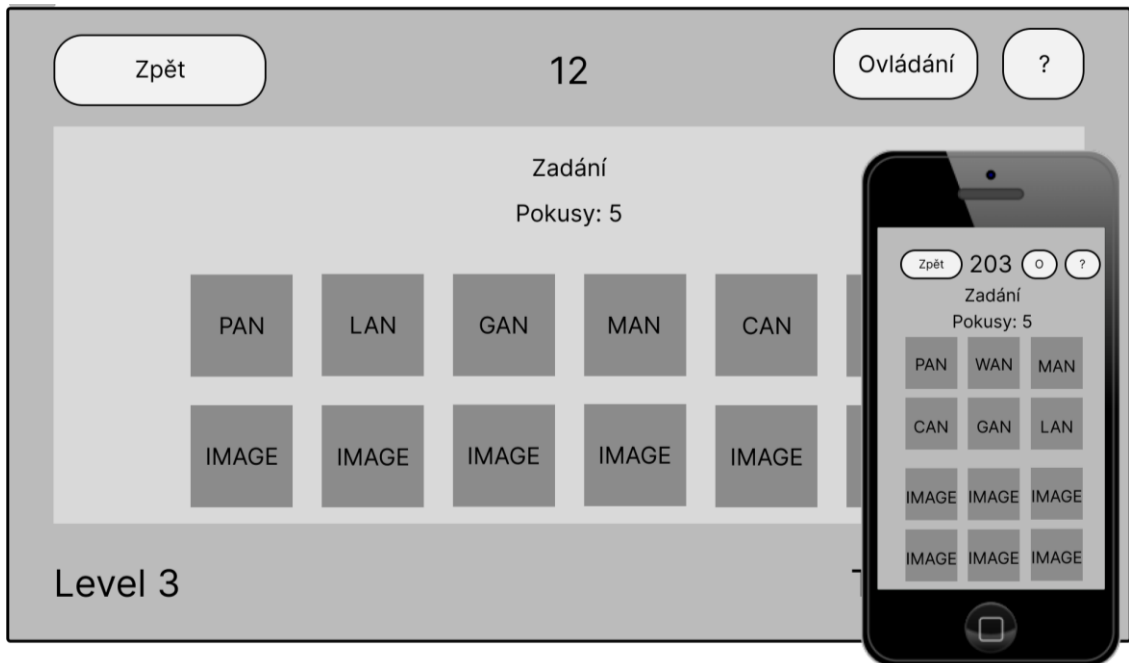 Zpět 12 Ovládání ?
Zadání
Pokusy: 5
PAN LAN GAN MAN CAN
IMAGE IMAGE IMAGE IMAGE IMAGE
Level 3
Zpět 203 O ?
Zadání
Pokusy: 5
PAN WAN MAN
CAN GAN LAN
IMAGE IMAGE IMAGE
IMAGE IMAGE IMAGE